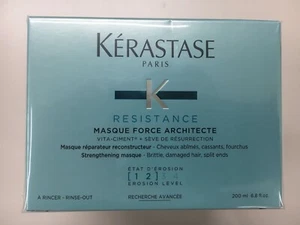 KÉRASTASE
PARIS
K
RESISTANCE
MASQUE FORCE ARCHITECTE
VITA-CIMENT® + SÈVE DE RÉSURRECTION
Masque réparateur reconstructeur - Cheveux abîmés, cassants, fourchus
Strengthening masque - Brittle, damaged hair, split ends
ETAT D'EROSION
[ 1 2 ]
EROSION LEVEL
A RINCER - RINSE-OUT
RECHERCHE AVANCÉE
200 ml 6.8 fl.oz